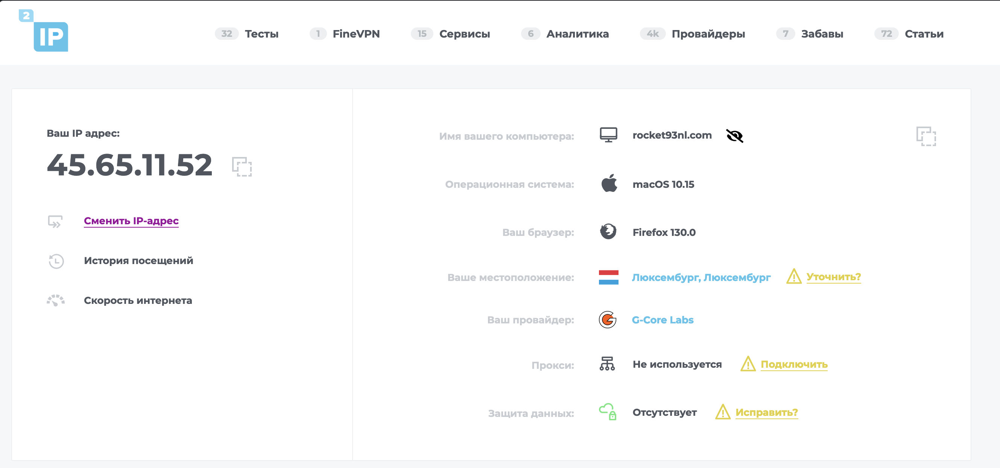 2
IP
32 Тесты
1 FineVPN
15 Сервисы
6 Аналитика
4k Провайдеры
7 Забавы
72 Статьи
Ваш IP адрес:
45.65.11.52
Сменить IP-адрес
История посещений
Скорость интернета
Имя вашего компьютера: rocket93nl.com
Операционная система: macOS 10.15
Ваш браузер: Firefox 130.0
Ваше местоположение: Люксембург, Люксембург Уточнить?
Ваш провайдер: G-Core Labs
Прокси: Не используется Подключить
Защита данных: Отсутствует Исправить?